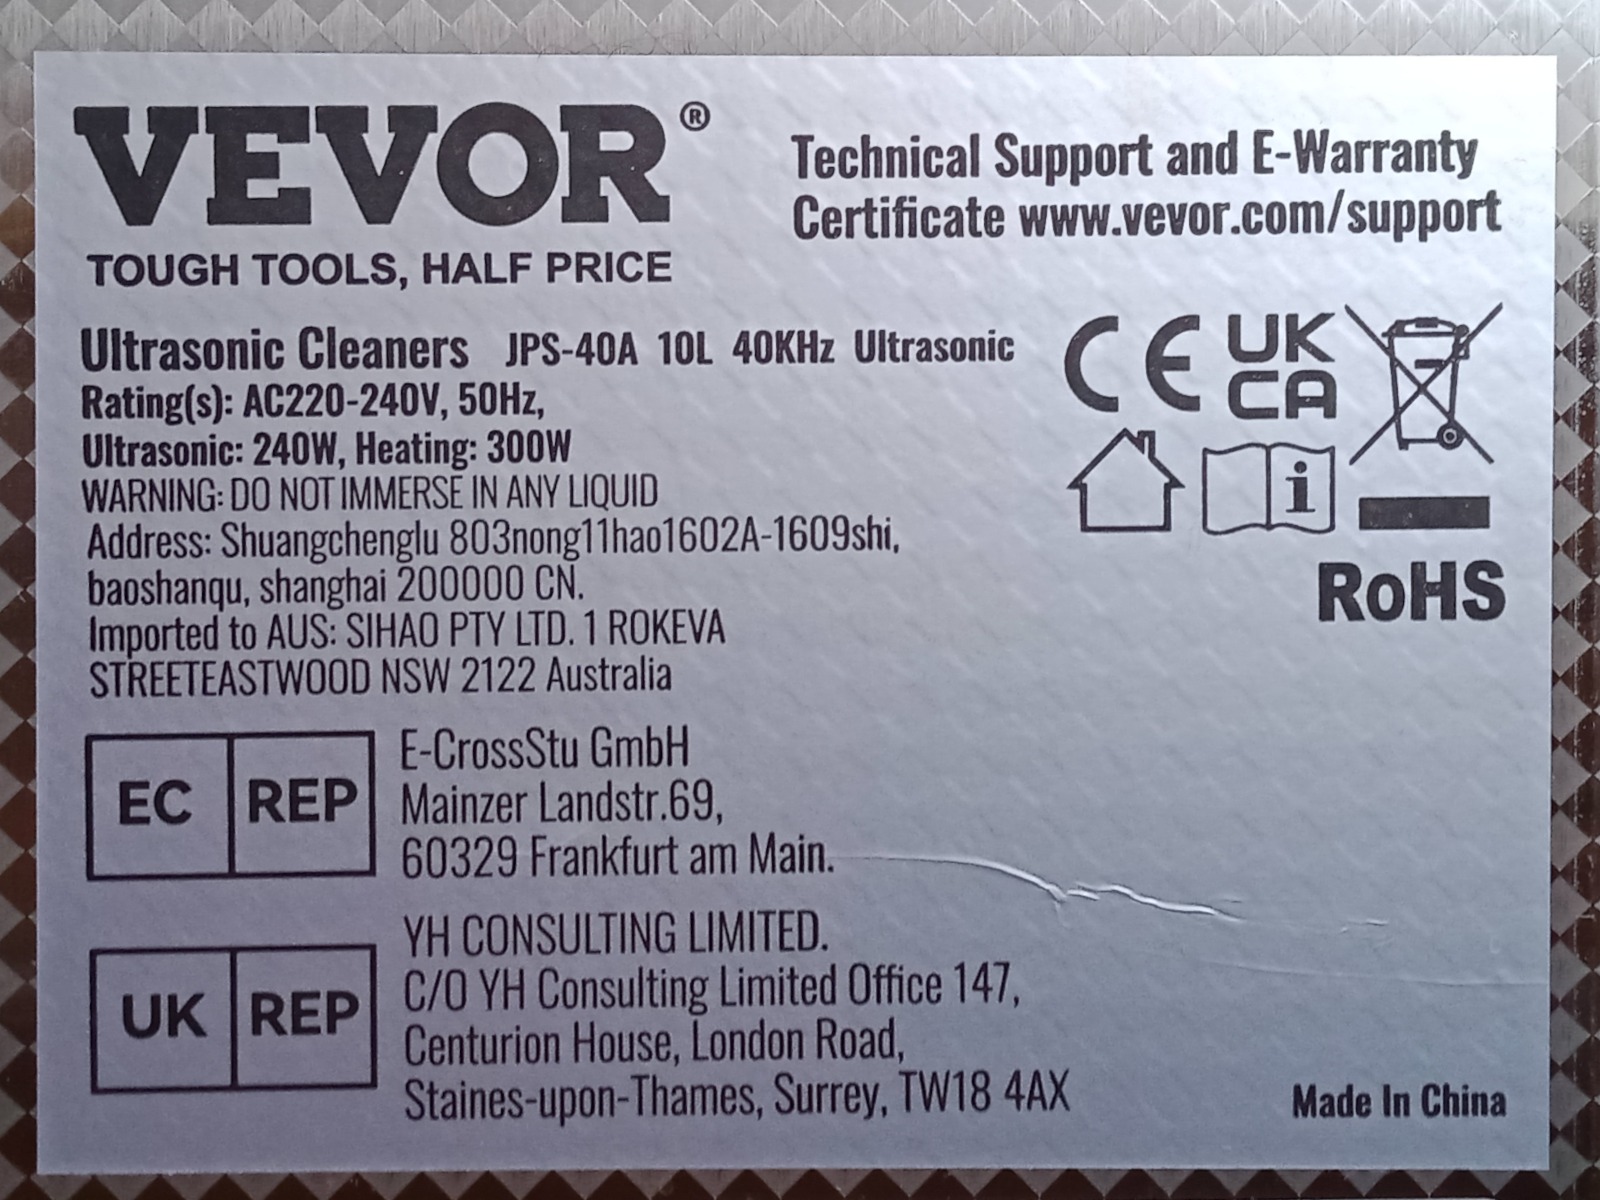 VEVOR®
TOUGH TOOLS, HALF PRICE
Technical Support and E-Warranty
Certificate www.vevor.com/support
Ultrasonic Cleaners JPS-40A 10L 40KHz Ultrasonic
Rating(s): AC220-240V, 50Hz,
Ultrasonic: 240W, Heating: 300W
WARNING: DO NOT IMMERSE IN ANY LIQUID
Address: Shuangchenglu 803nong11hao1602A-1609shi,
baoshanqu, shanghai 200000 CN.
Imported to AUS: SIHAO PTY LTD. 1 ROKEVA
STREETEASTWOOD NSW 2122 Australia
CE
UK
CA
i
RoHS
EC REP
E-CrossStu GmbH
Mainzer Landstr.69,
60329 Frankfurt am Main.
UK REP
YH CONSULTING LIMITED.
C/O YH Consulting Limited Office 147,
Centurion House, London Road,
Staines-upon-Thames, Surrey, TW18 4AX
Made In China